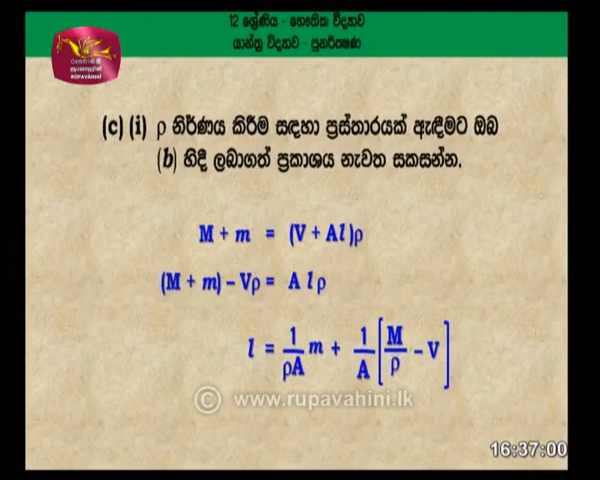 12 ශ්‍රේණිය - භෞතික විද්‍යාව
යාන්ත්‍ර විද්‍යාව - පුනරීක්ෂණ
RUPAVAHINI
(c) (i) ρ නිර්ණය කිරීම සඳහා ප්‍රස්තාරයක් ඇඳීමට ඔබ
(b) හිදී ලබාගත් ප්‍රකාශය නැවත සකසන්න.
M + m = (V + Al)ρ
(M + m) – Vρ = A l ρ
l = 1/ρA m + 1/A [M/ρ – V]
© www.rupavahini.lk
16:37:00